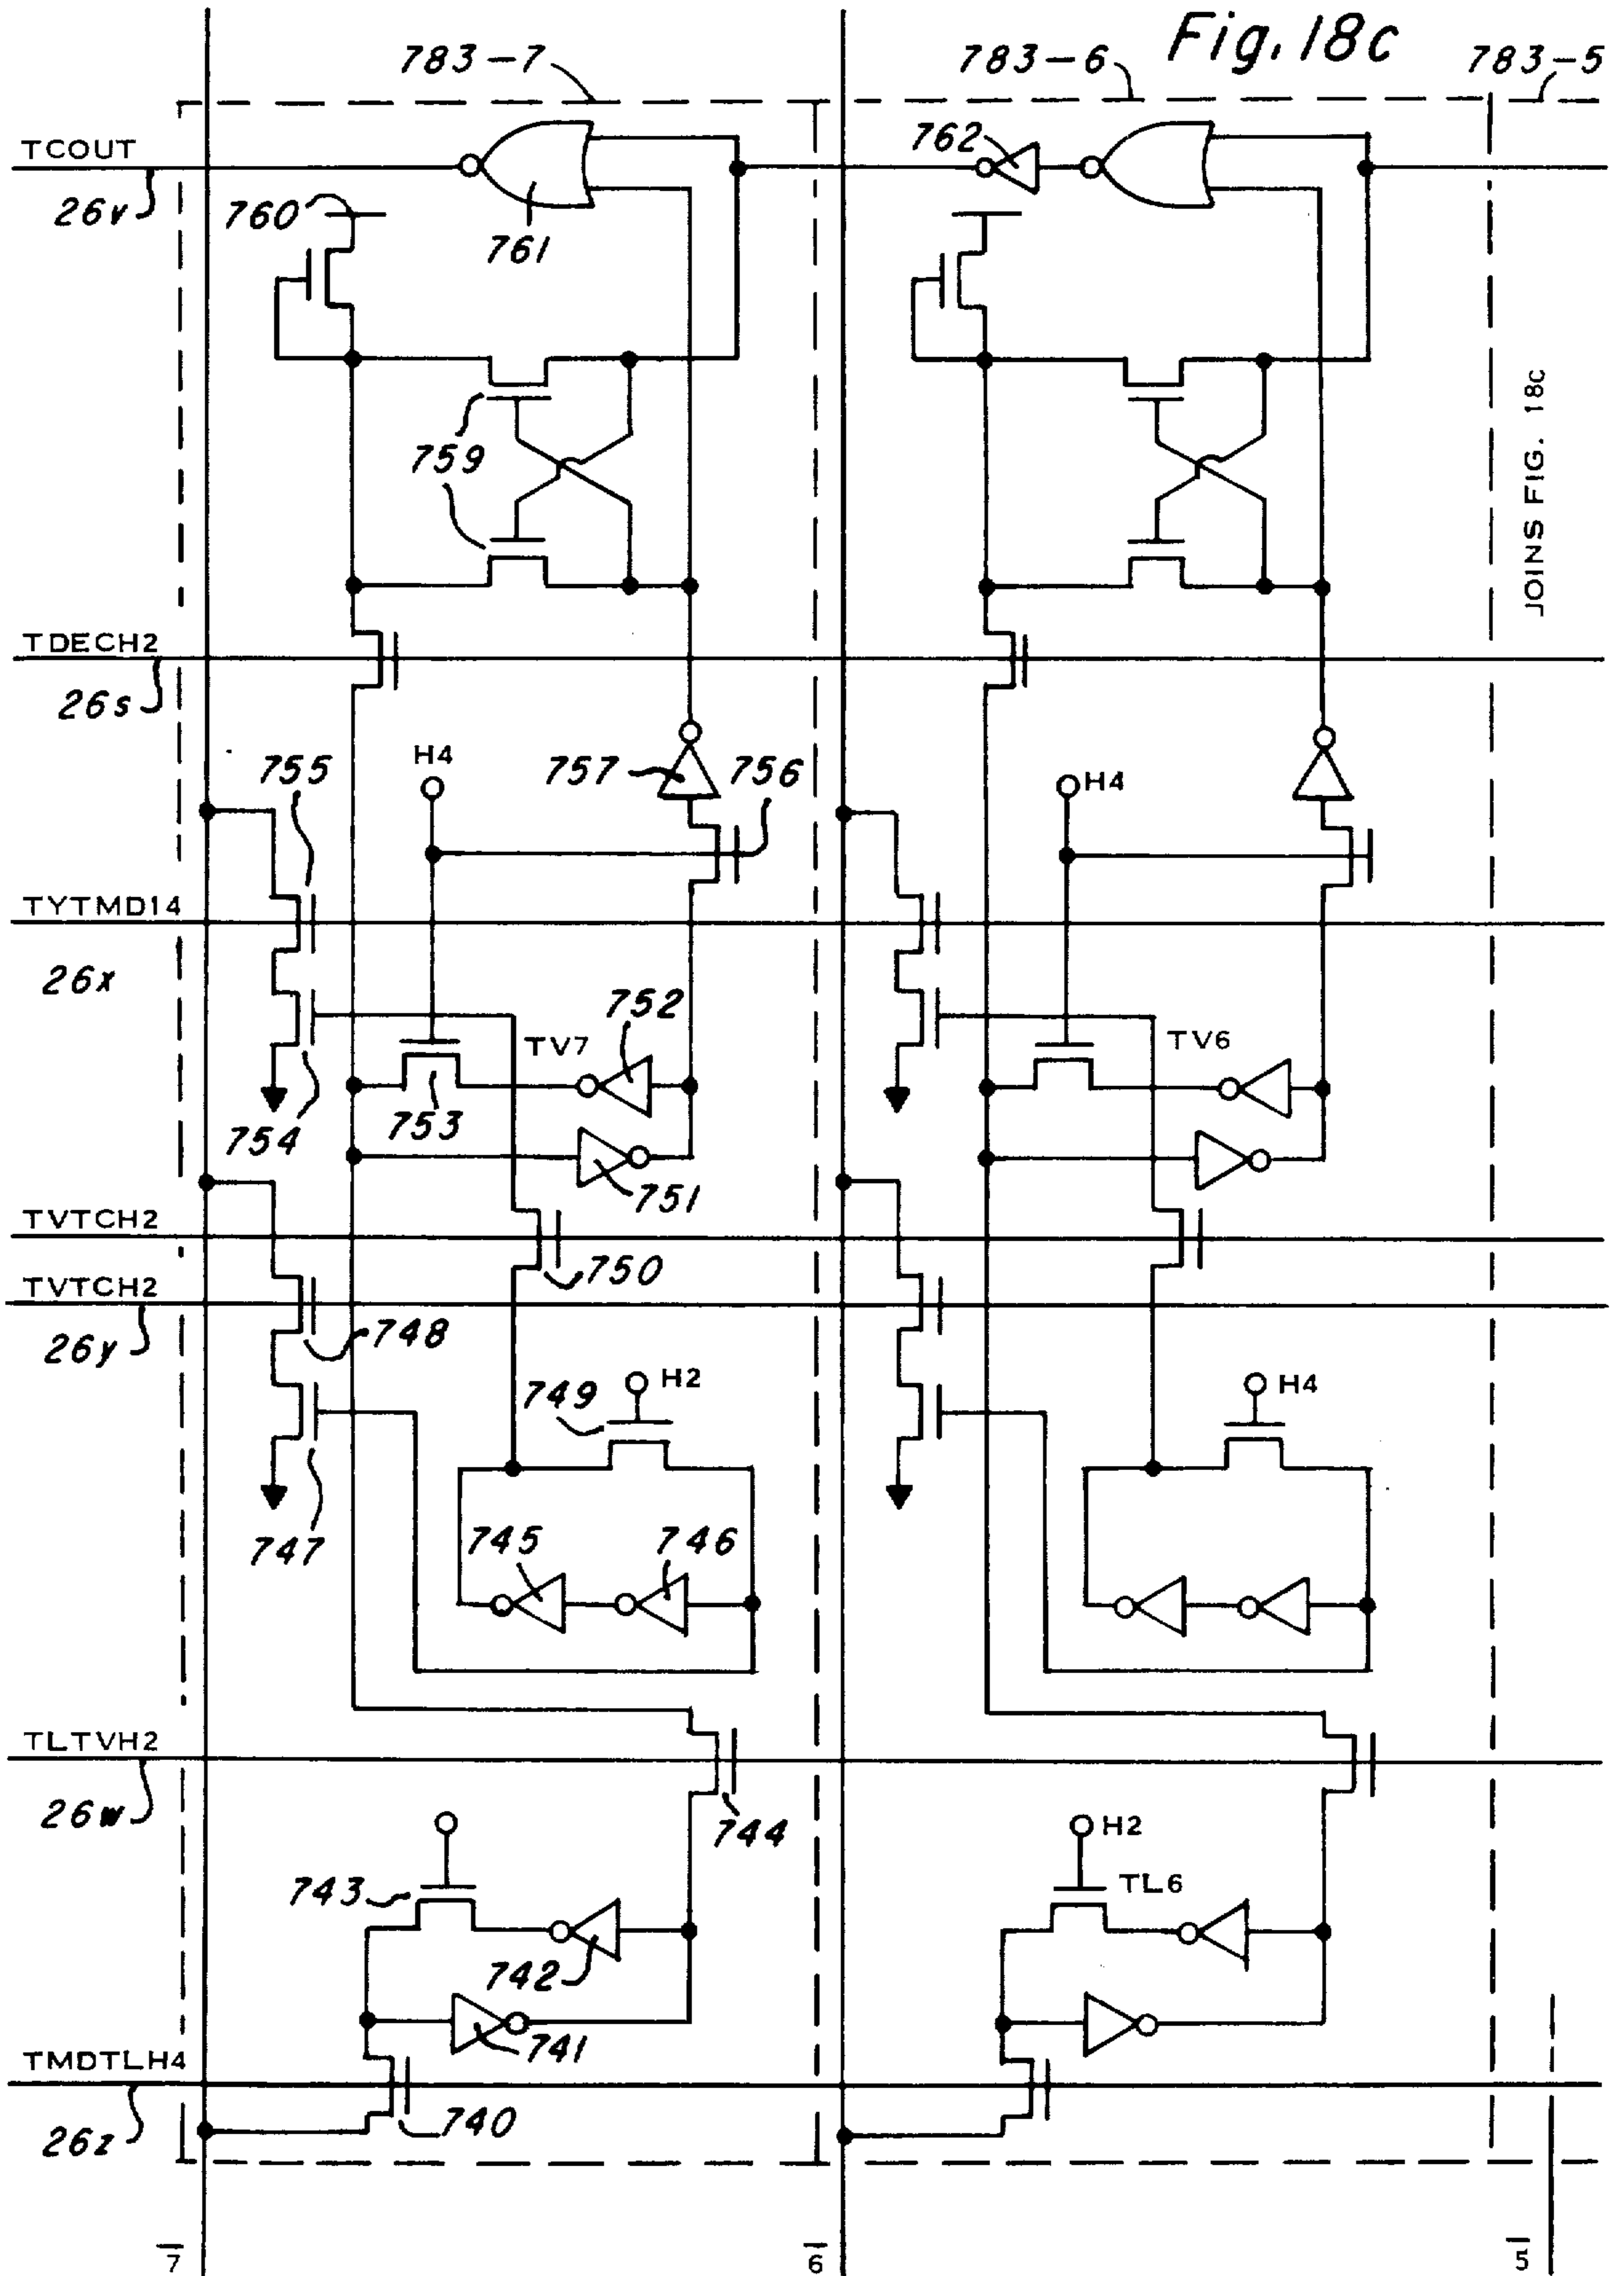 Fig. 18c
783-7
783-6
783-5
TCOUT
26v
760
761
762
759
JOINS FIG. 18c
TDECH2
26s
755
H4
757
756
H4
TYTMD14
26x
752
TV7
TV6
754
753
751
TVTCH2
750
TVTCH2
26y
748
749
H2
H4
747
745
746
TLTVH2
26w
744
743
H2
TL6
742
741
TMDTLH4
26z
740
7
6
5